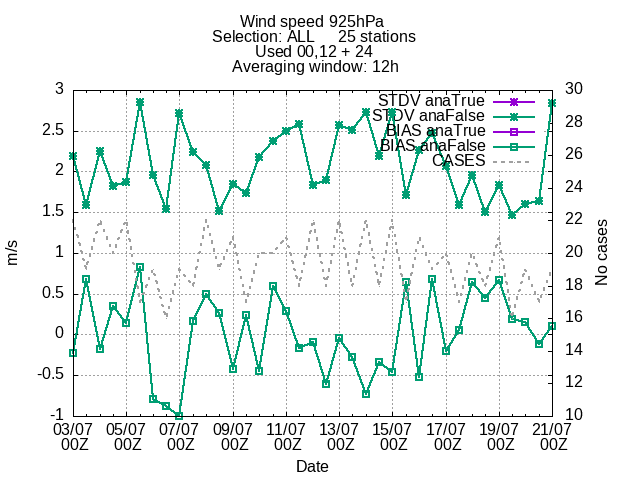 Wind speed 925hPa
Selection: ALL      25 stations
Used 00,12 + 24
Averaging window: 12h
STDV anaTrue
STDV anaFalse
BIAS anaTrue
BIAS anaFalse
CASES
3
2.5
2
1.5
1
0.5
0
-0.5
-1
30
28
26
24
22
20
18
16
14
12
10
m/s
No cases
03/07 05/07 07/07 09/07 11/07 13/07 15/07 17/07 19/07 21/07
00Z 00Z 00Z 00Z 00Z 00Z 00Z 00Z 00Z 00Z
Date